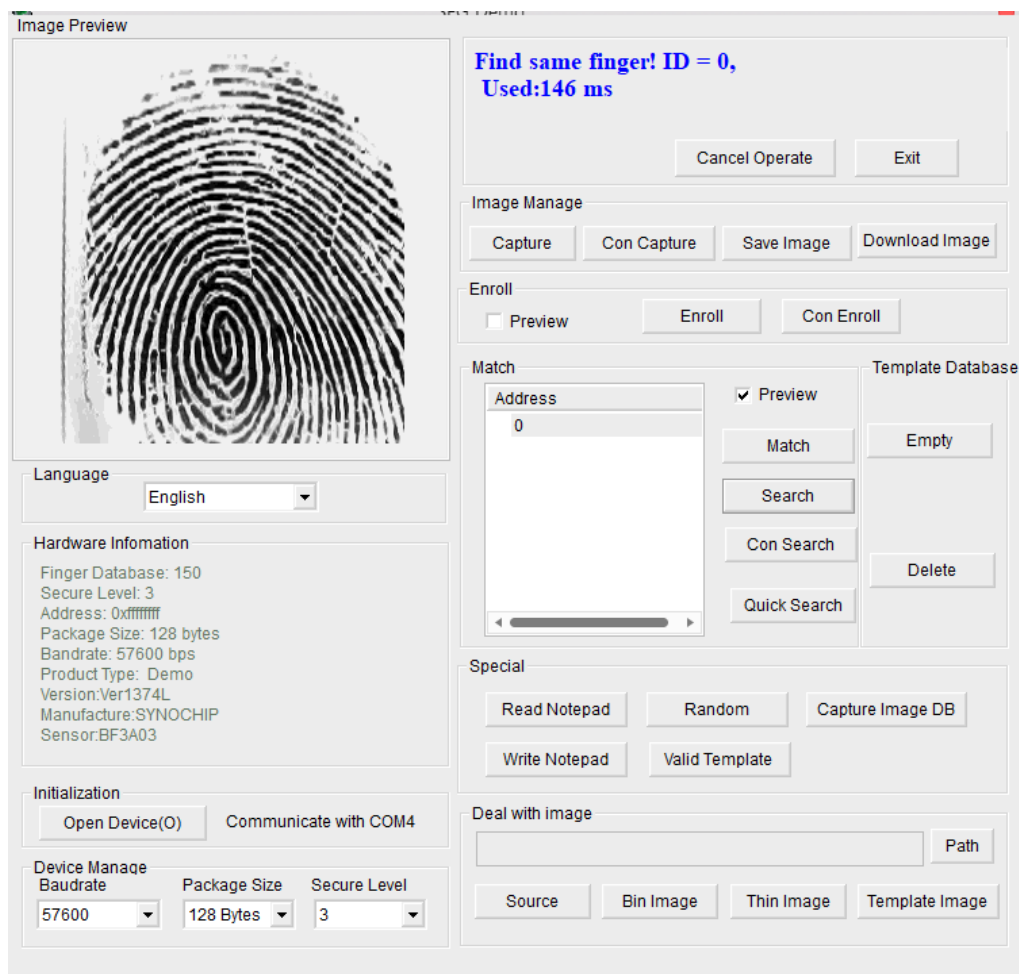 Image Preview
Find same finger! ID = 0,
Used:146 ms
Cancel Operate
Exit
Image Manage
Capture
Con Capture
Save Image
Download Image
Enroll
Preview
Enroll
Con Enroll
Match
Address
0
Preview
Match
Search
Con Search
Quick Search
Template Database
Empty
Delete
Language
English
Hardware Infomation
Finger Database: 150
Secure Level: 3
Address: 0xffffffff
Package Size: 128 bytes
Bandrate: 57600 bps
Product Type: Demo
Version:Ver1374L
Manufacture:SYNOCHIP
Sensor:BF3A03
Special
Read Notepad
Random
Capture Image DB
Write Notepad
Valid Template
Initialization
Open Device(O)
Communicate with COM4
Device Manage
Baudrate
Package Size
Secure Level
57600
128 Bytes
3
Deal with image
Path
Source
Bin Image
Thin Image
Template Image